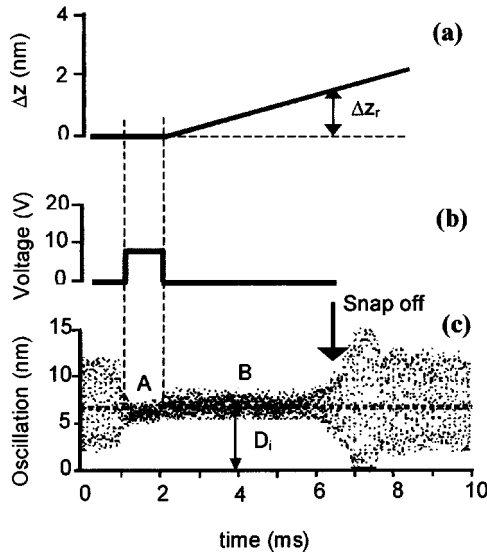 (a)
Δz (nm)
4
2
0
Δzr
(b)
Voltage (V)
20
10
0
Snap off
(c)
Oscillation (nm)
15
10
5
0
A
B
Di
0 2 4 6 8 10
time (ms)